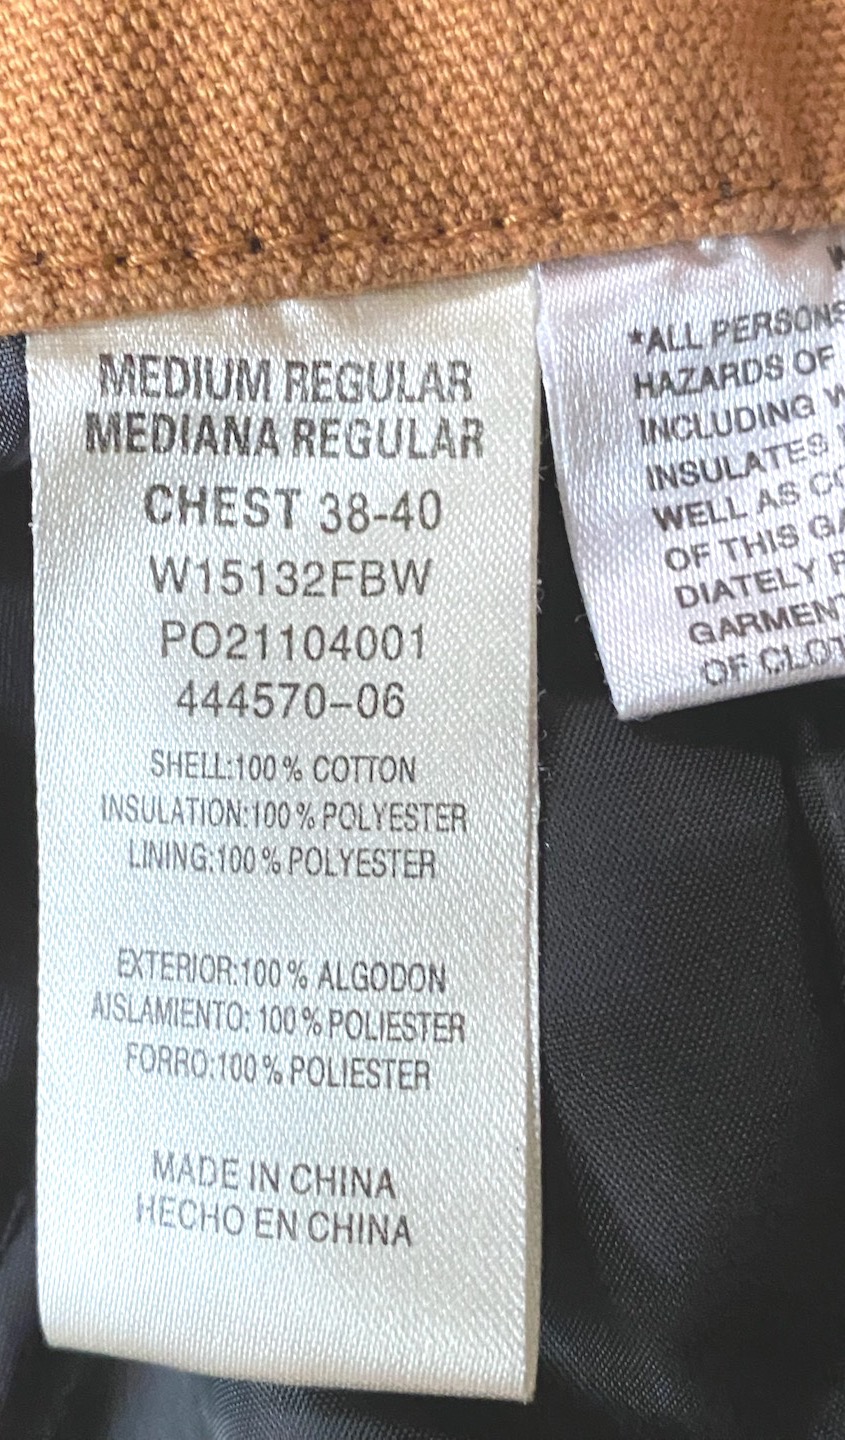 MEDIUM REGULAR
MEDIANA REGULAR
CHEST 38-40
W15132FBW
PO21104001
444570-06
SHELL:100% COTTON
INSULATION:100% POLYESTER
LINING:100% POLYESTER
EXTERIOR:100% ALGODON
AISLAMIENTO: 100% POLIESTER
FORRO:100% POLIESTER
MADE IN CHINA
HECHO EN CHINA
*ALL PERSONS
HAZARDS OF
INCLUDING
INSULATES
WELL AS
OF THIS
DIATELY
GARMENT
OF